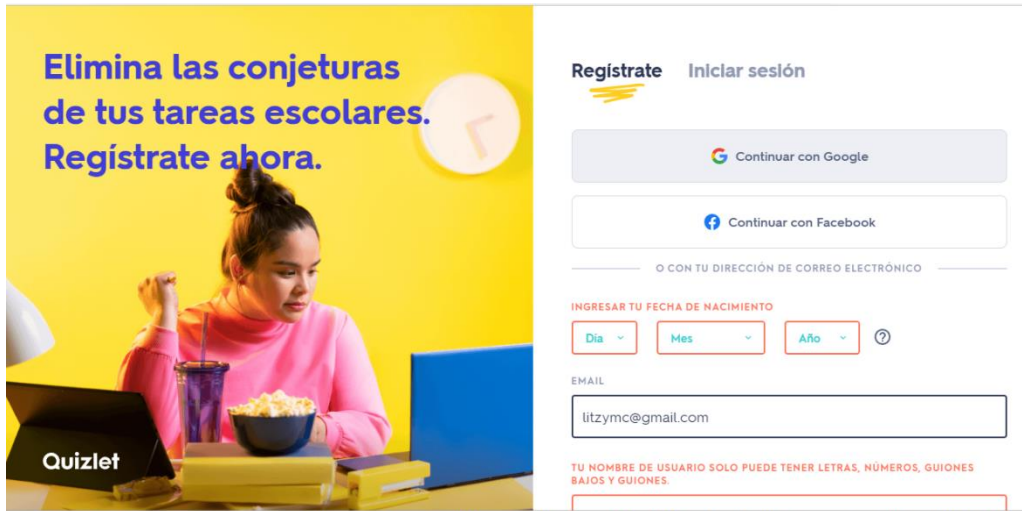 Elimina las conjeturas
de tus tareas escolares.
Regístrate ahora.
Quizlet
Regístrate Iniciar sesión
Continuar con Google
Continuar con Facebook
O CON TU DIRECCIÓN DE CORREO ELECTRÓNICO
INGRESAR TU FECHA DE NACIMIENTO
Día Mes Año ?
EMAIL
litzymc@gmail.com
TU NOMBRE DE USUARIO SOLO PUEDE TENER LETRAS, NÚMEROS, GUIONES
BAJOS Y GUIONES.